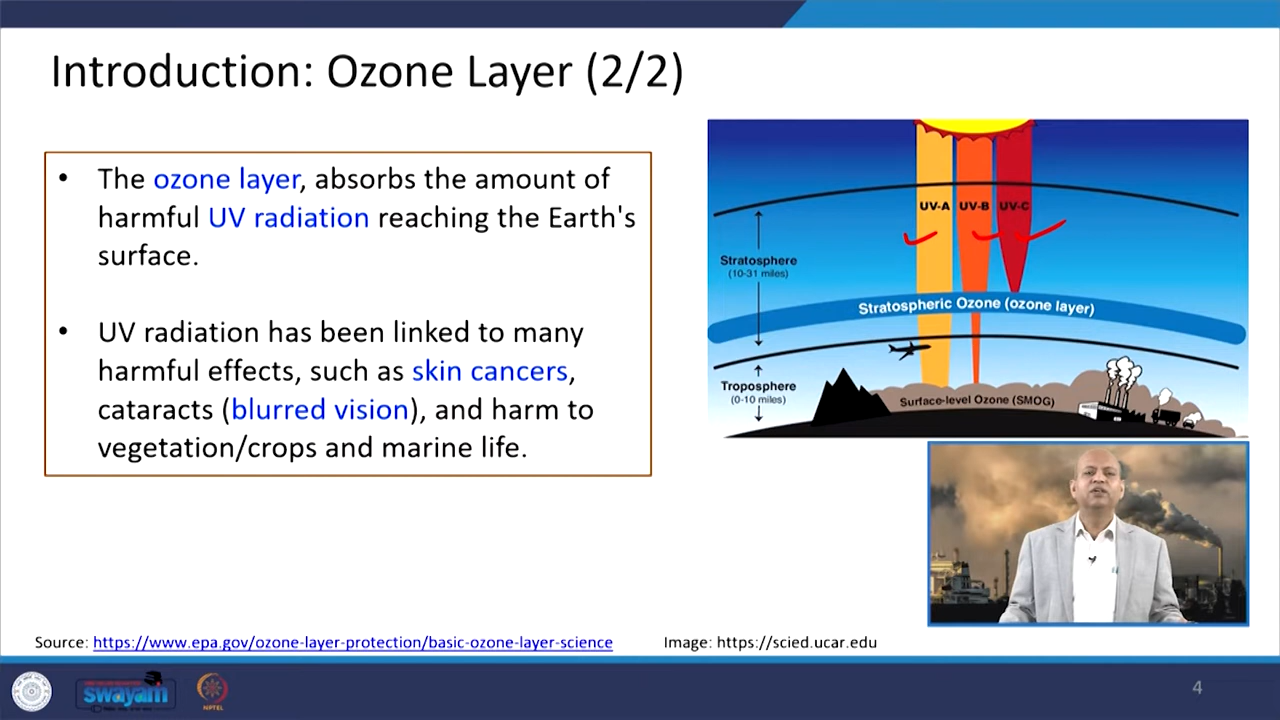 Introduction: Ozone Layer (2/2)
• The ozone layer, absorbs the amount of
harmful UV radiation reaching the Earth's
surface.
• UV radiation has been linked to many
harmful effects, such as skin cancers,
cataracts (blurred vision), and harm to
vegetation/crops and marine life.
UV-A UV-B UV-C
Stratosphere
(10-31 miles)
Stratospheric Ozone (ozone layer)
Troposphere
(0-10 miles)
Surface-level Ozone (SMOG)
Source: https://www.epa.gov/ozone-layer-protection/basic-ozone-layer-science
Image: https://scied.ucar.edu
swayam
NPTEL
4